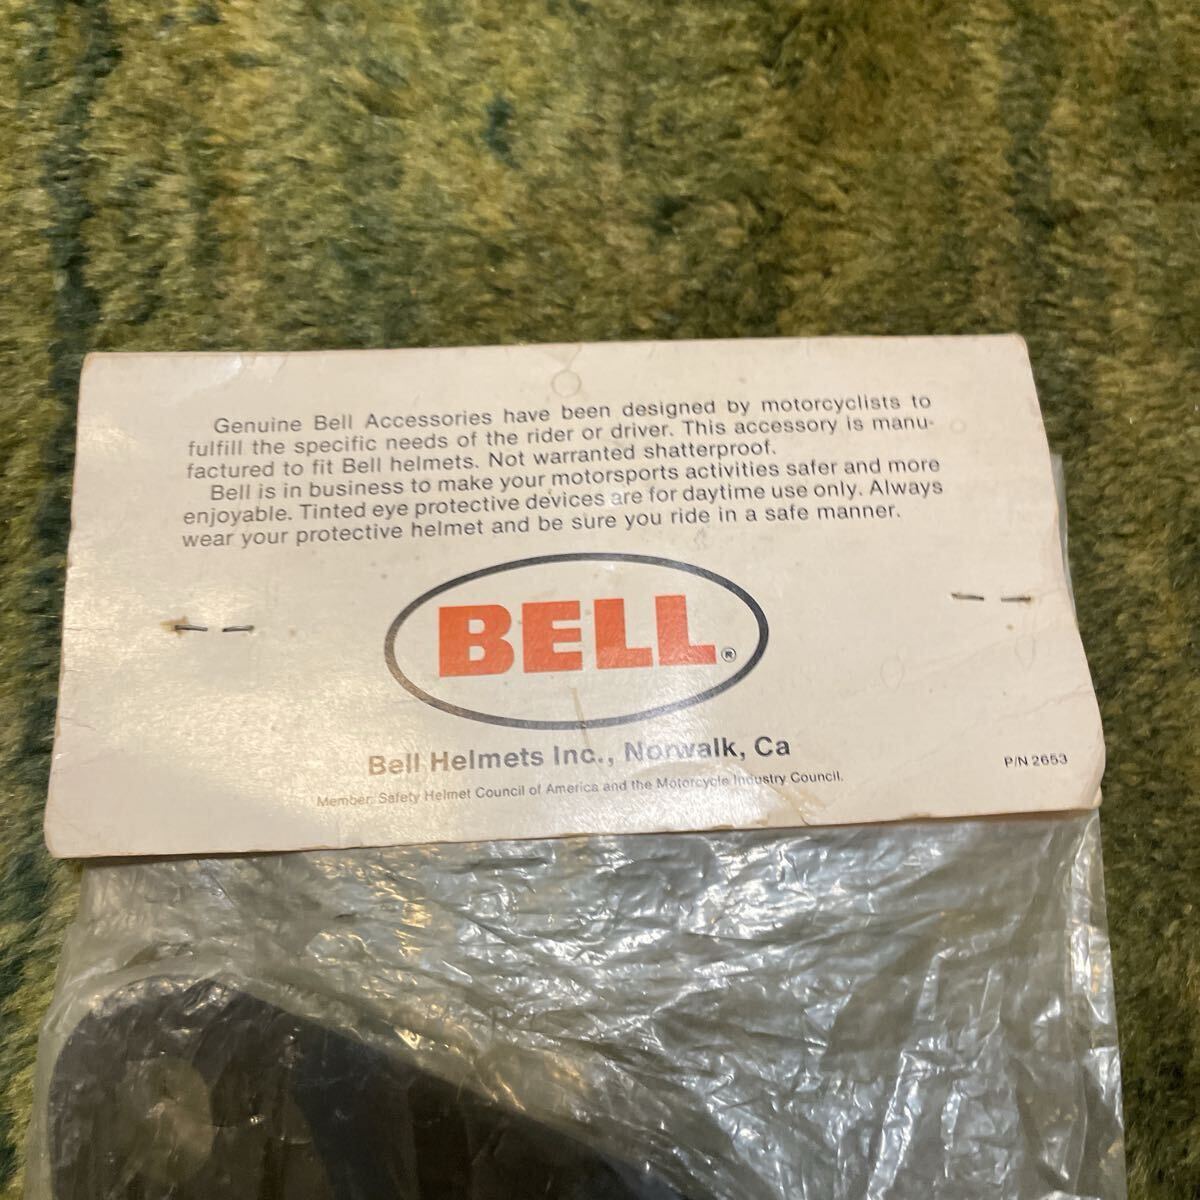 Genuine Bell Accessories have been designed by motorcyclists to
fulfill the specific needs of the rider or driver. This accessory is manu-
factured to fit Bell helmets. Not warranted shatterproof.
Bell is in business to make your motorsports activities safer and more
enjoyable. Tinted eye protective devices are for daytime use only. Always
wear your protective helmet and be sure you ride in a safe manner.
BELL®
Bell Helmets Inc., Norwalk, Ca
P/N 2653
Member: Safety Helmet Council of America and the Motorcycle Industry Council.